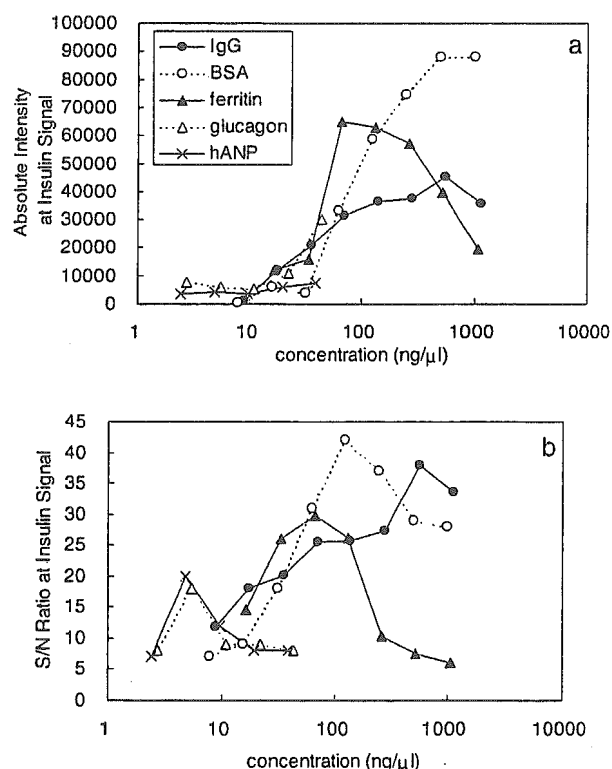 100000
90000
80000
70000
60000
50000
40000
30000
20000
10000
0
Absolute Intensity
at Insulin Signal
IgG
BSA
ferritin
glucagon
hANP
a
1
10
100
1000
10000
concentration (ng/µl)
45
40
35
30
25
20
15
10
5
0
S/N Ratio at Insulin Signal
b
1
10
100
1000
10000
concentration (ng/µl)